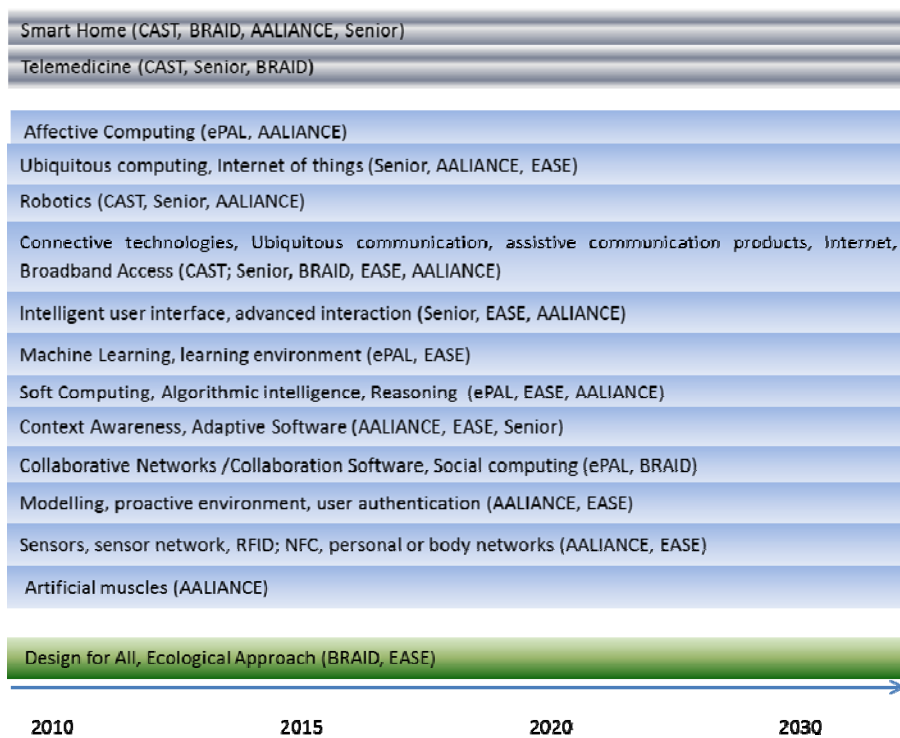 Smart Home (CAST, BRAID, AALIANCE, Senior)
Telemedicine (CAST, Senior, BRAID)
Affective Computing (ePAL, AALIANCE)
Ubiquitous computing, Internet of things (Senior, AALIANCE, EASE)
Robotics (CAST, Senior, AALIANCE)
Connective technologies, Ubiquitous communication, assistive communication products, Internet,
Broadband Access (CAST; Senior, BRAID, EASE, AALIANCE)
Intelligent user interface, advanced interaction (Senior, EASE, AALIANCE)
Machine Learning, learning environment (ePAL, EASE)
Soft Computing, Algorithmic intelligence, Reasoning (ePAL, EASE, AALIANCE)
Context Awareness, Adaptive Software (AALIANCE, EASE, Senior)
Collaborative Networks /Collaboration Software, Social computing (ePAL, BRAID)
Modelling, proactive environment, user authentication (AALIANCE, EASE)
Sensors, sensor network, RFID; NFC, personal or body networks (AALIANCE, EASE)
Artificial muscles (AALIANCE)
Design for All, Ecological Approach (BRAID, EASE)
2010 2015 2020 2030